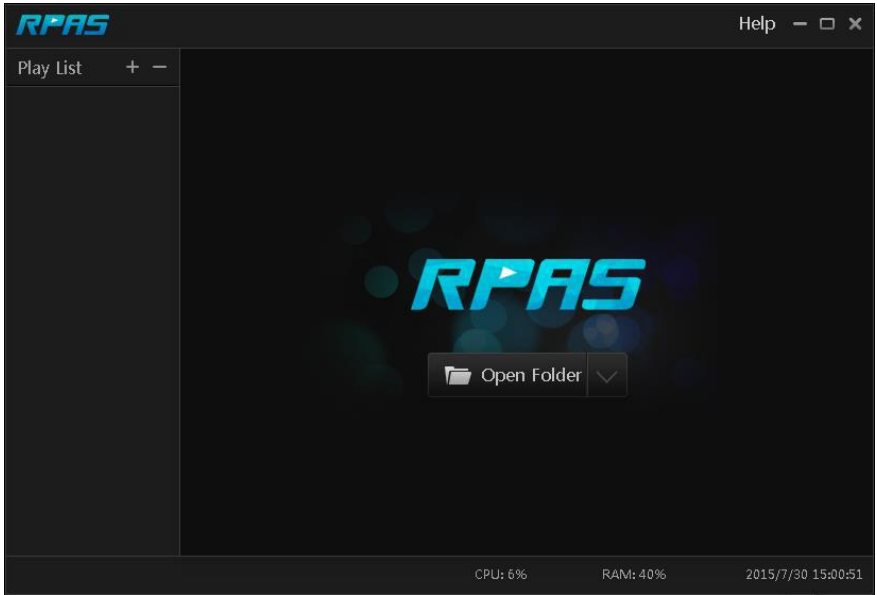 RPAS
Help
Play List
RPAS
Open Folder
CPU: 6% RAM: 40% 2015/7/30 15:00:51